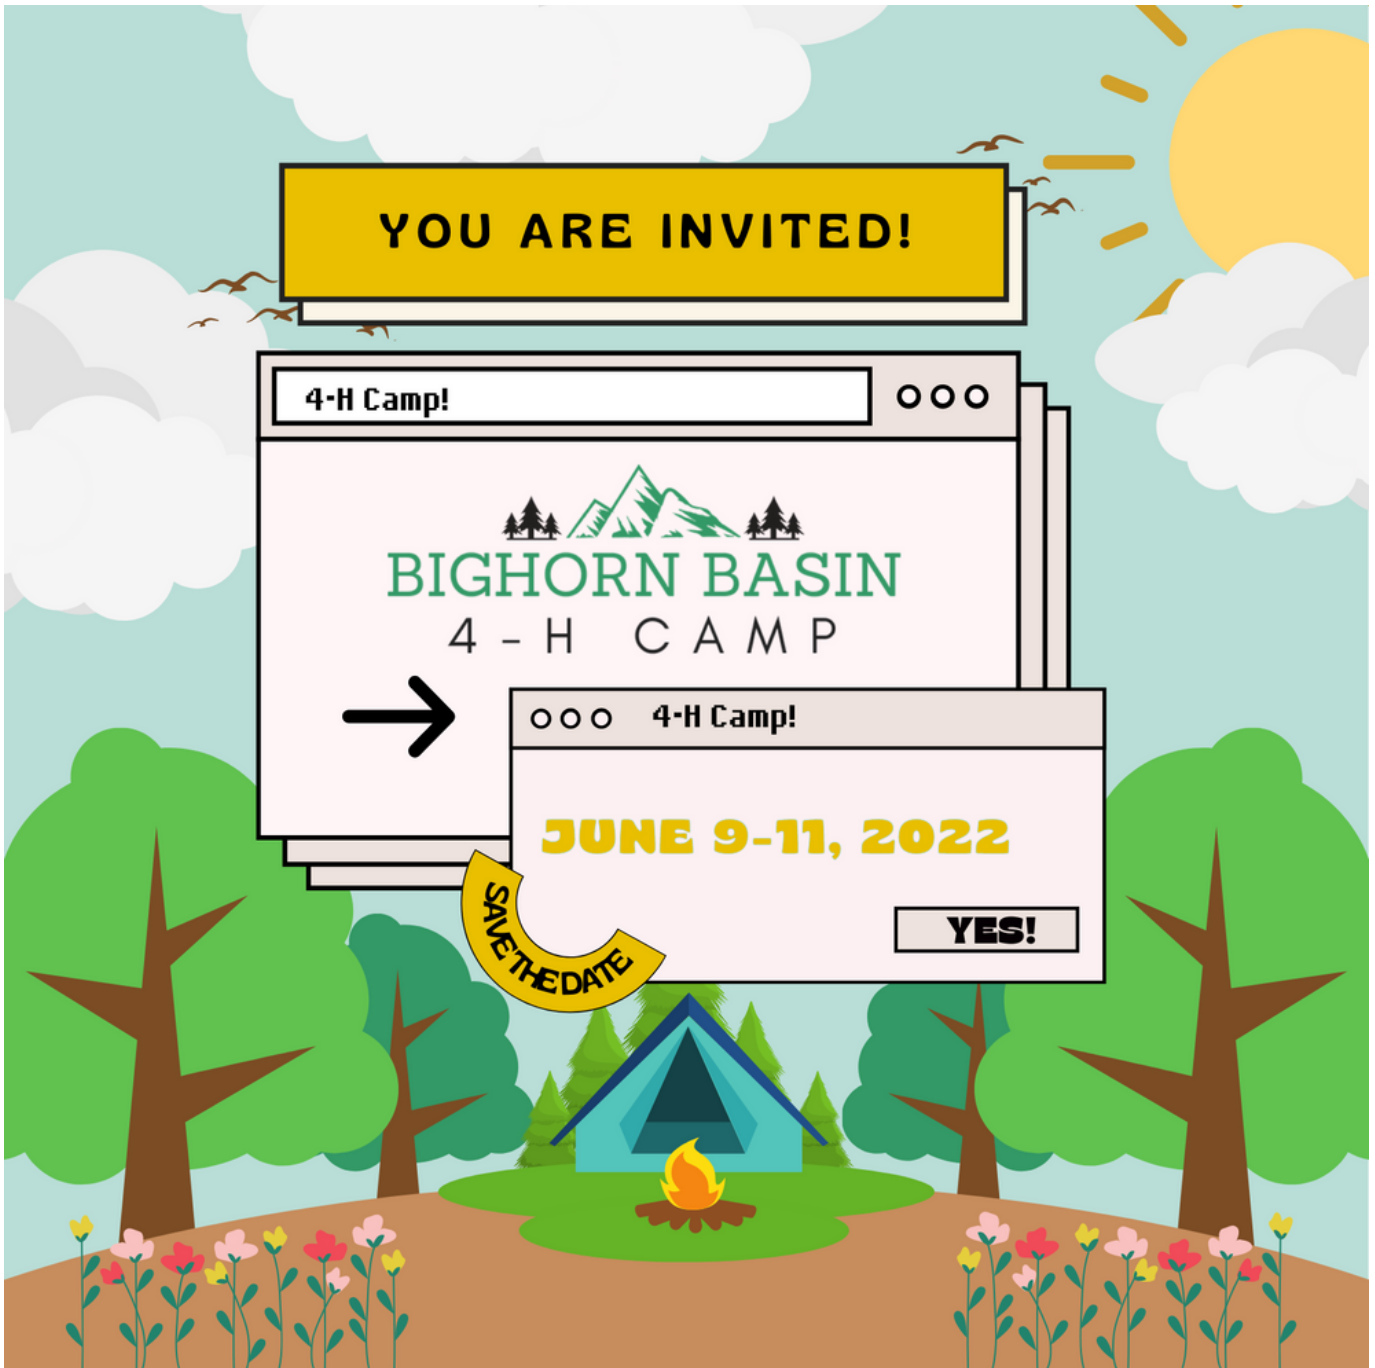 YOU ARE INVITED!
4-H Camp!
BIGHORN BASIN
4-H CAMP
4-H Camp!
JUNE 9-11, 2022
YES!
SAVE THE DATE